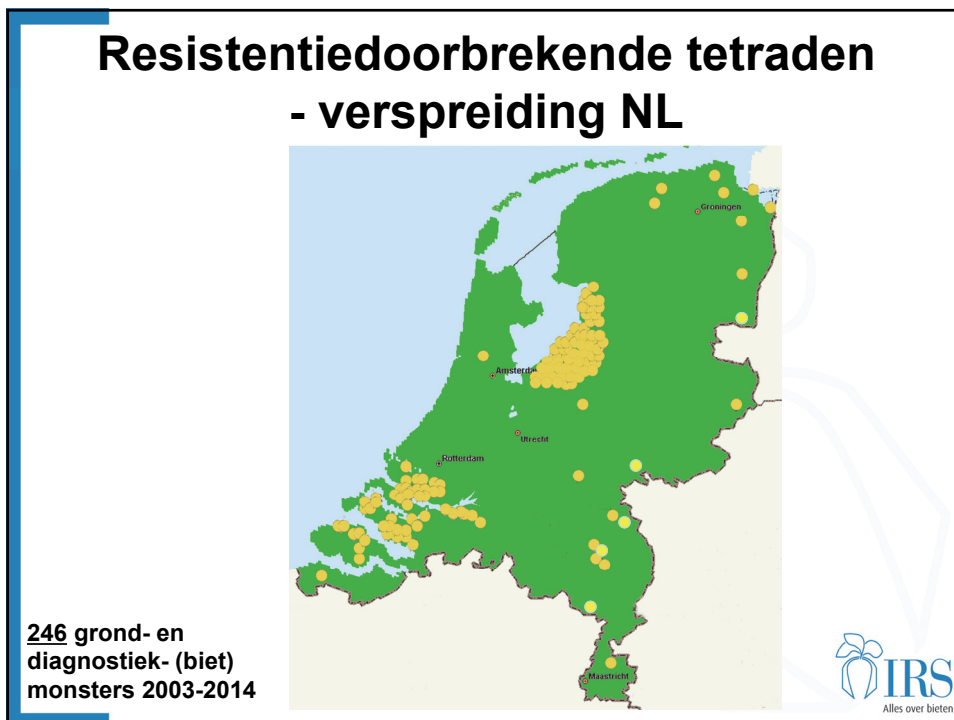 Resistentiedoorbrekende tetraden
- verspreiding NL
Groningen
Amsterda
Utrecht
Rotterdam
Maastricht
246 grond- en
diagnostiek- (biet)
monsters 2003-2014
IRS
Alles over bieten